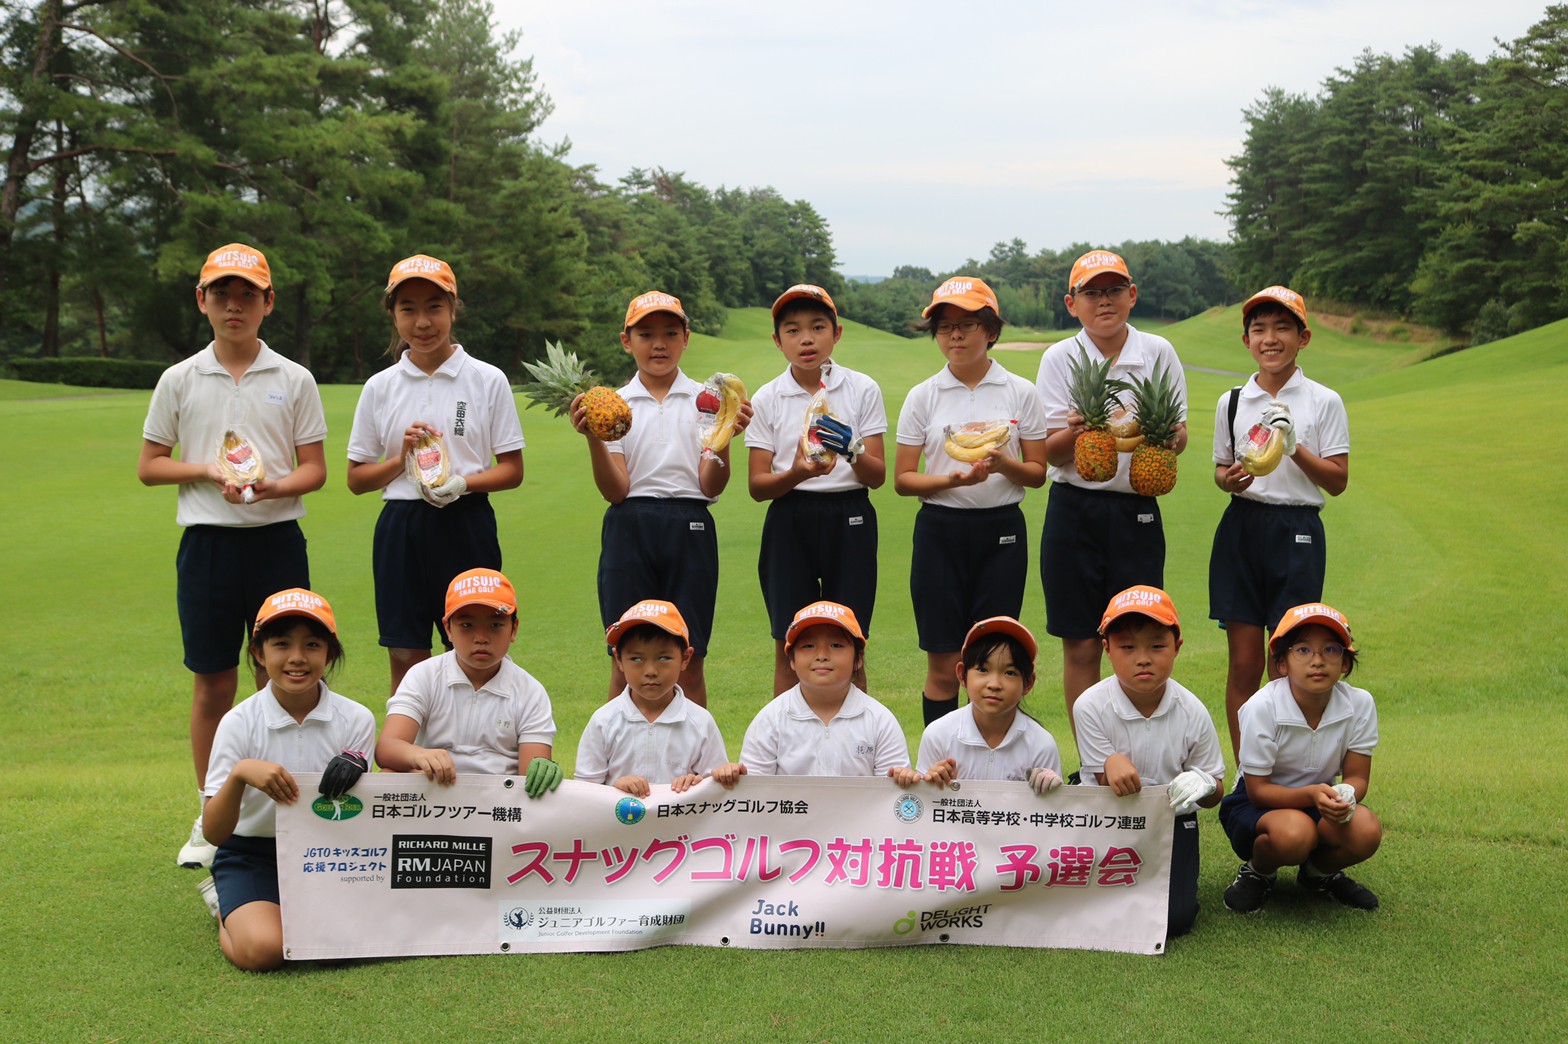 MITSUJO
SNAG GOLF
一般社団法人
日本ゴルフツアー機構
日本スナッグゴルフ協会
一般社団法人
日本高等学校・中学校ゴルフ連盟
JGTOキッズゴルフ
応援プロジェクト
supported by
RICHARD MILLE
RM JAPAN
Foundation
スナッグゴルフ対抗戦 予選会
公益財団法人
ジュニアゴルファー育成財団
Junior Golfer Development Foundation
Jack
Bunny!!
DELIGHT
WORKS